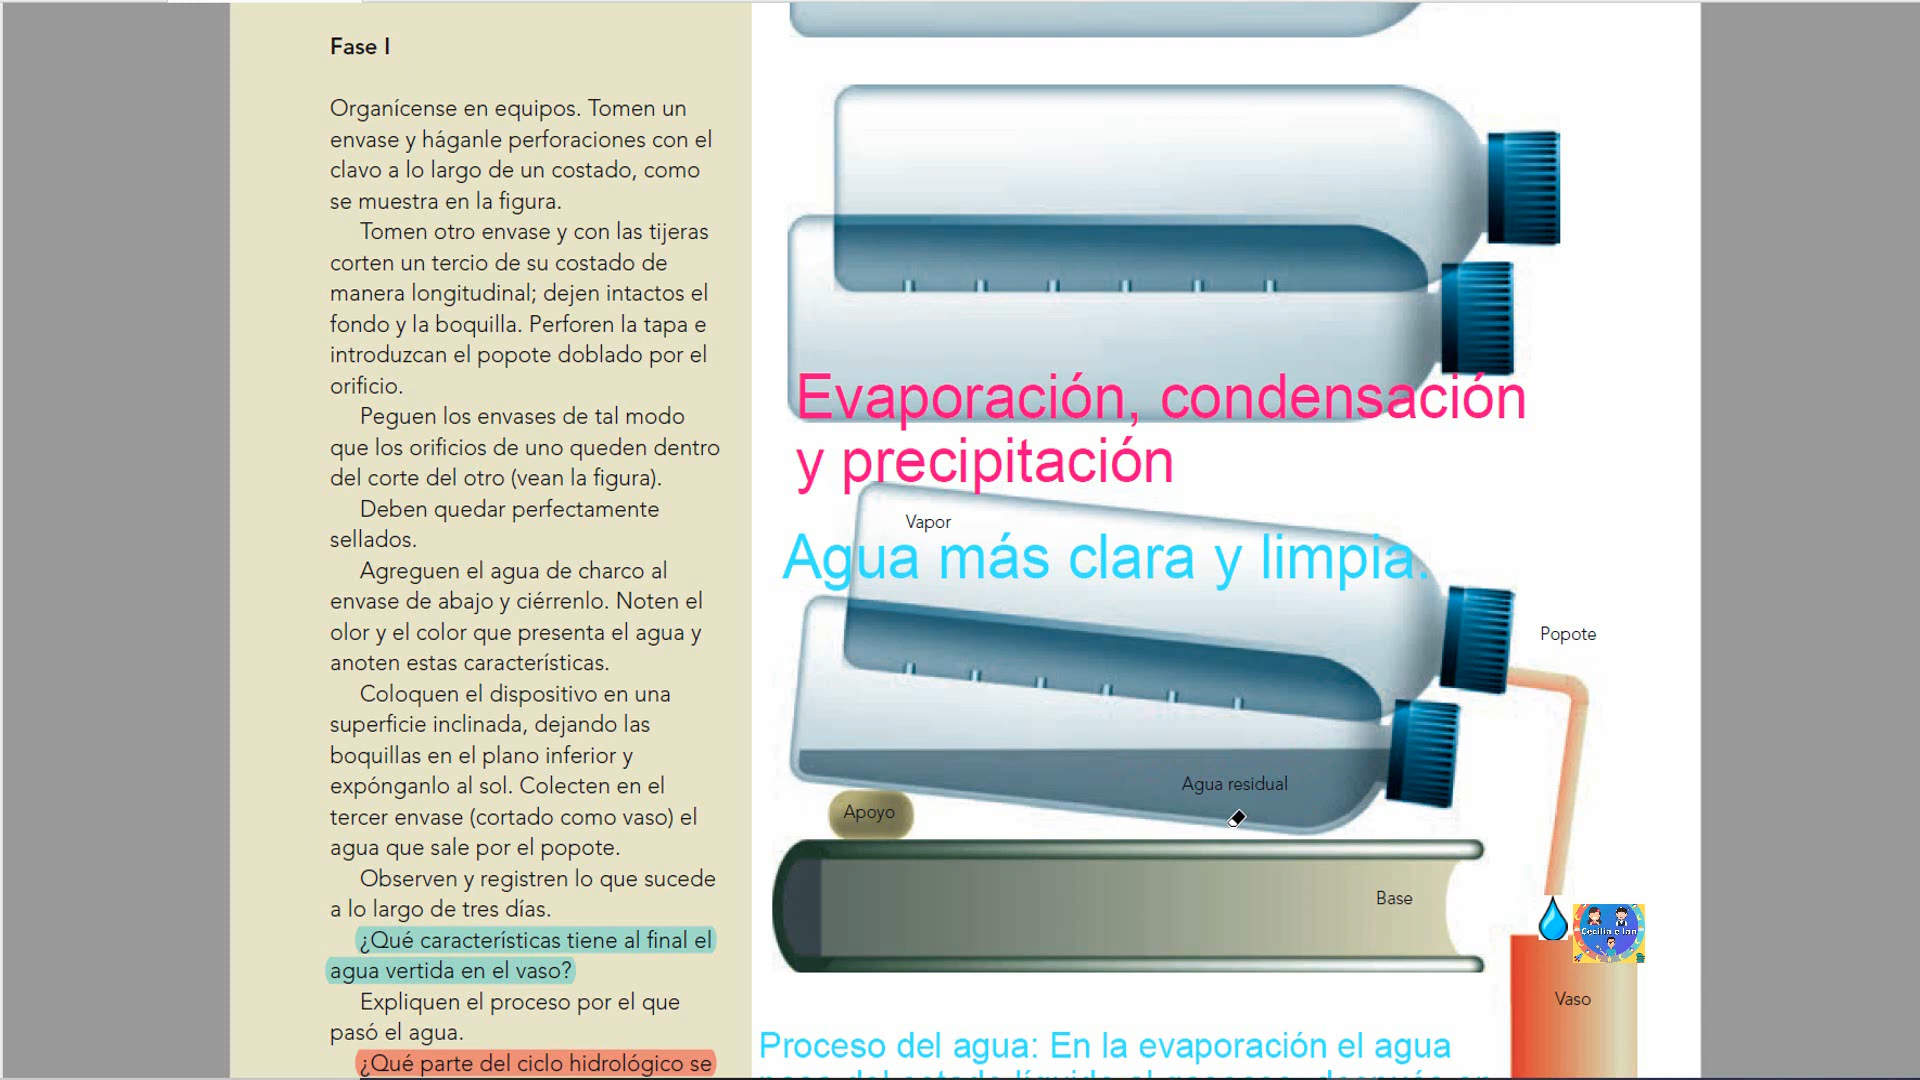 Fase I
Organícense en equipos. Tomen un
envase y háganle perforaciones con el
clavo a lo largo de un costado, como
se muestra en la figura.
Tomen otro envase y con las tijeras
corten un tercio de su costado de
manera longitudinal; dejen intactos el
fondo y la boquilla. Perforen la tapa e
introduzcan el popote doblado por el
orificio.
Peguen los envases de tal modo
que los orificios de uno queden dentro
del corte del otro (vean la figura).
Deben quedar perfectamente
sellados.
Agreguen el agua de charco al
envase de abajo y ciérrenlo. Noten el
olor y el color que presenta el agua y
anoten estas características.
Coloquen el dispositivo en una
superficie inclinada, dejando las
boquillas en el plano inferior y
expónganlo al sol. Colecten en el
tercer envase (cortado como vaso) el
agua que sale por el popote.
Observen y registren lo que sucede
a lo largo de tres días.
¿Qué características tiene al final el
agua vertida en el vaso?
Expliquen el proceso por el que
pasó el agua.
¿Qué parte del ciclo hidrológico se
Evaporación, condensación
y precipitación
Vapor
Agua más clara y limpia.
Popote
Agua residual
Apoyo
Base
Cecilia e Ian
Vaso
Proceso del agua: En la evaporación el agua